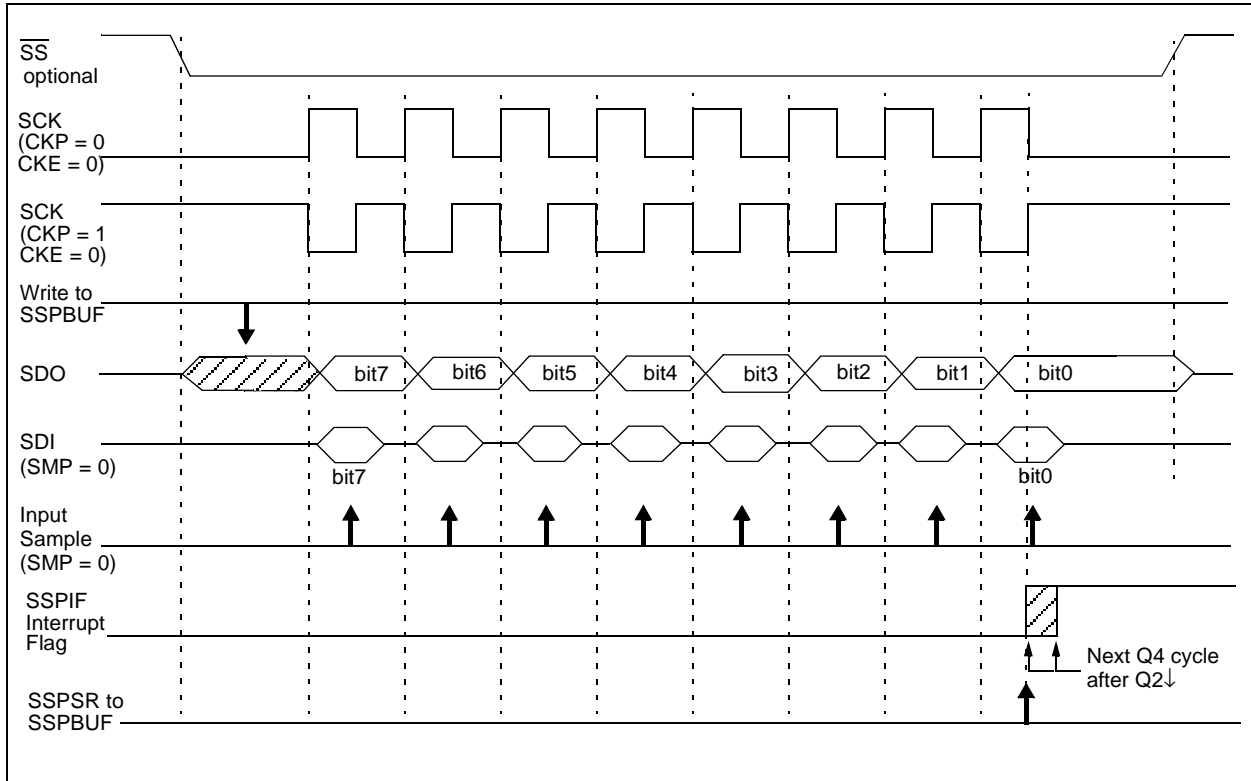 SS
optional
SCK
(CKP = 0
CKE = 0)
SCK
(CKP = 1
CKE = 0)
Write to
SSPBUF
SDO
bit7
bit6
bit5
bit4
bit3
bit2
bit1
bit0
SDI
(SMP = 0)
bit7
bit0
Input
Sample
(SMP = 0)
SSPIF
Interrupt
Flag
Next Q4 cycle
after Q2↓
SSPSR to
SSPBUF